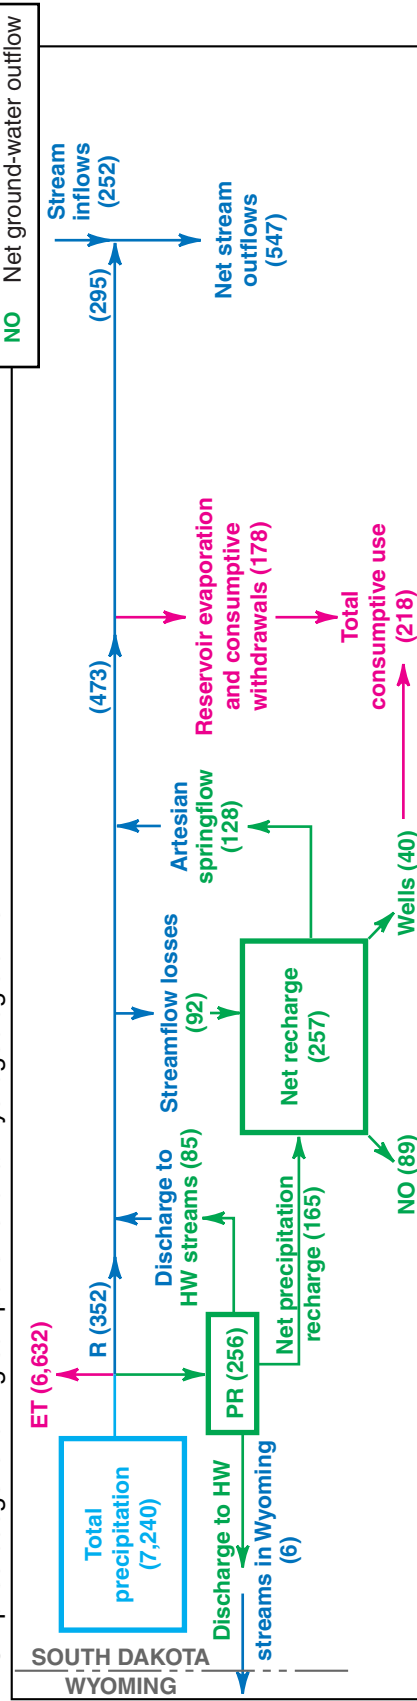 NO Net ground-water outflow
SOUTH DAKOTA
WYOMING
Total
precipitation
(7,240)
ET (6,632)
R (352)
PR (256)
Discharge to HW
streams in Wyoming
(6)
Discharge to
HW streams (85)
Net precipitation
recharge (165)
Streamflow losses
(92)
Net recharge
(257)
NO (89)
Wells (40)
Artesian
springflow
(128)
(473)
Reservoir evaporation
and consumptive
withdrawals (178)
Total
consumptive use
(218)
(295)
Stream
inflows
(252)
Net stream
outflows
(547)